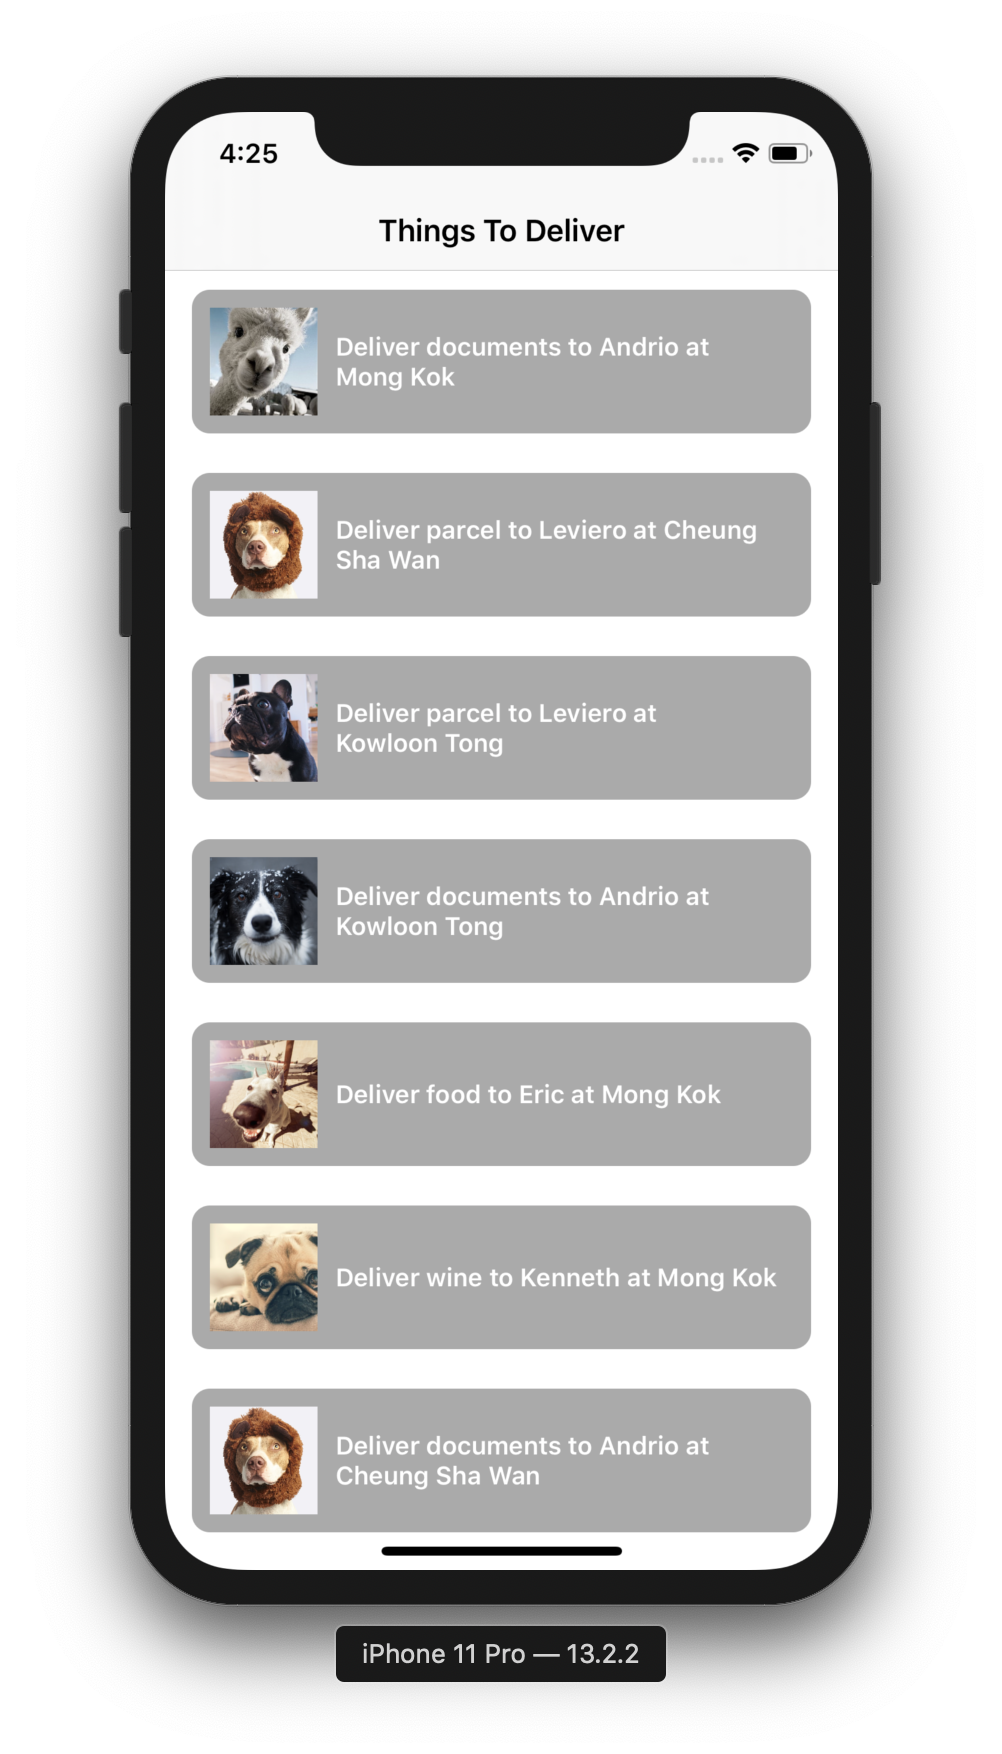 4:25
Things To Deliver
Deliver documents to Andrio at
Mong Kok
Deliver parcel to Leviero at Cheung
Sha Wan
Deliver parcel to Leviero at
Kowloon Tong
Deliver documents to Andrio at
Kowloon Tong
Deliver food to Eric at Mong Kok
Deliver wine to Kenneth at Mong Kok
Deliver documents to Andrio at
Cheung Sha Wan
iPhone 11 Pro — 13.2.2